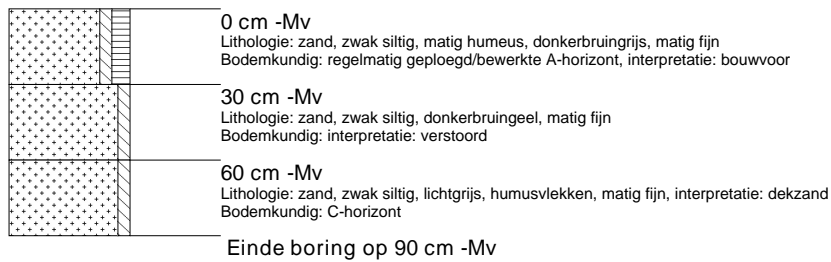 0 cm -Mv
Lithologie: zand, zwak siltig, matig humeus, donkerbruingrijs, matig fijn
Bodemkundig: regelmatig geploegd/bewerkte A-horizont, interpretatie: bouwvoor
30 cm -Mv
Lithologie: zand, zwak siltig, donkerbruingeel, matig fijn
Bodemkundig: interpretatie: verstoord
60 cm -Mv
Lithologie: zand, zwak siltig, lichtgrijs, humusvlekken, matig fijn, interpretatie: dekzand
Bodemkundig: C-horizont
Einde boring op 90 cm -Mv